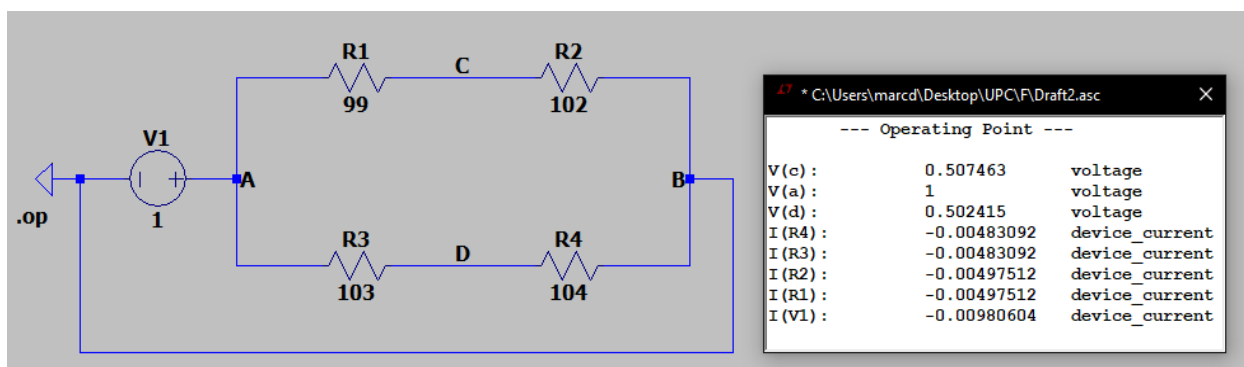 R1
C
R2
99
102
V1
A
B
.op
1
R3
D
R4
103
104
* C:\Users\marcd\Desktop\UPC\F\Draft2.asc
--- Operating Point ---
V(c): 0.507463 voltage
V(a): 1 voltage
V(d): 0.502415 voltage
I(R4): -0.00483092 device_current
I(R3): -0.00483092 device_current
I(R2): -0.00497512 device_current
I(R1): -0.00497512 device_current
I(V1): -0.00980604 device_current